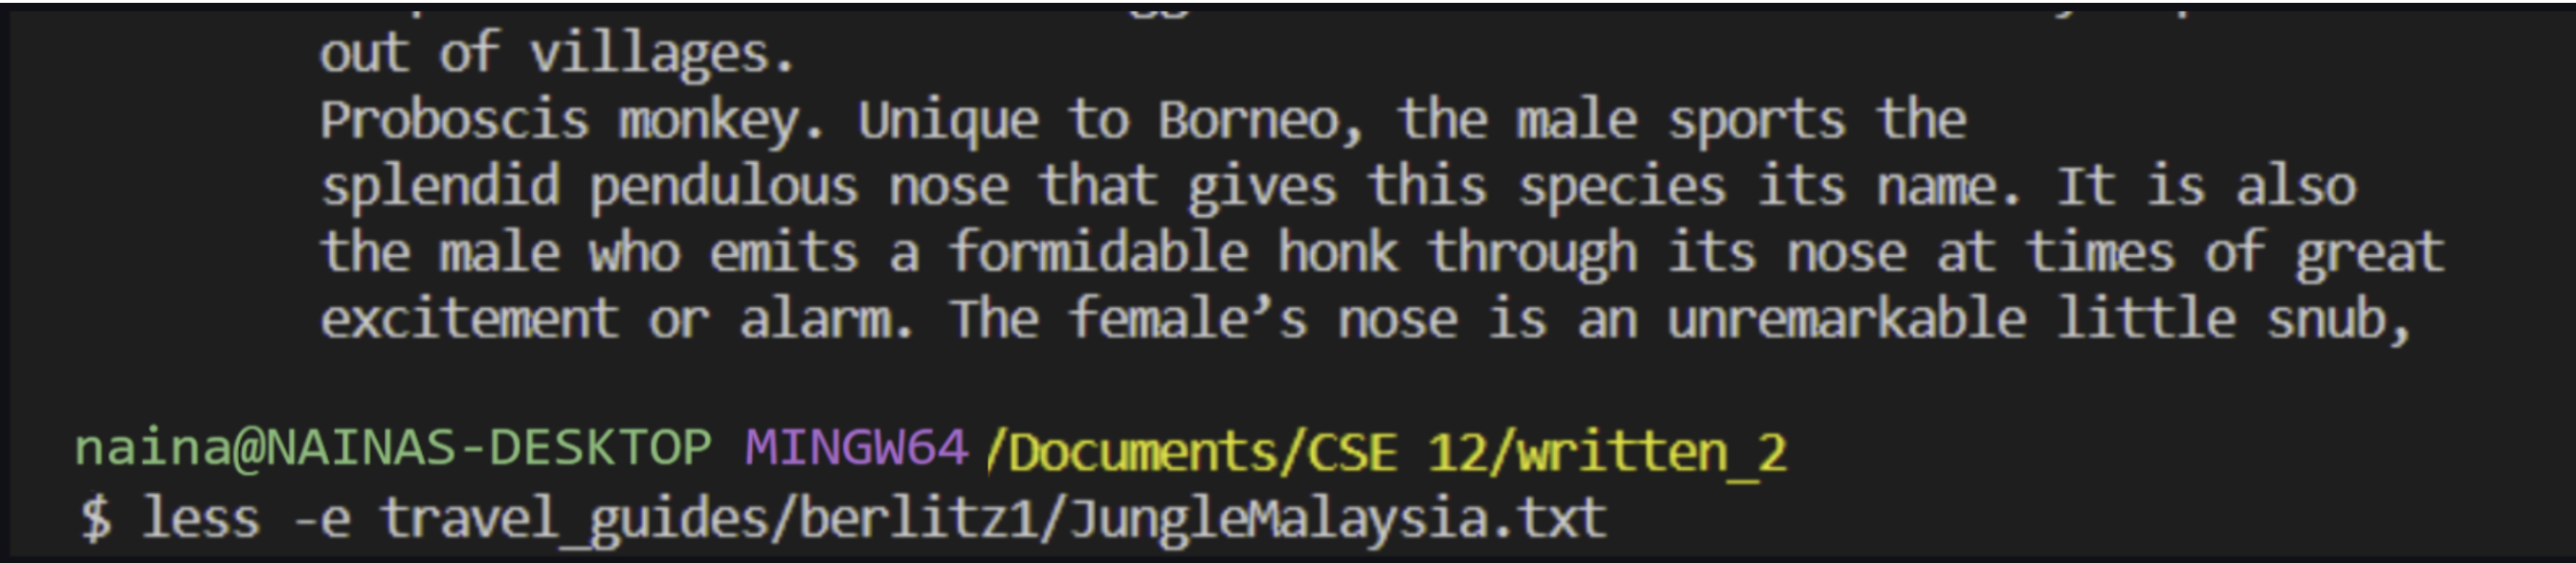 out of villages.
Proboscis monkey. Unique to Borneo, the male sports the
splendid pendulous nose that gives this species its name. It is also
the male who emits a formidable honk through its nose at times of great
excitement or alarm. The female’s nose is an unremarkable little snub,
naina@NAINAS-DESKTOP MINGW64 /Documents/CSE 12/written_2
$ less -e travel_guides/berlitz1/JungleMalaysia.txt